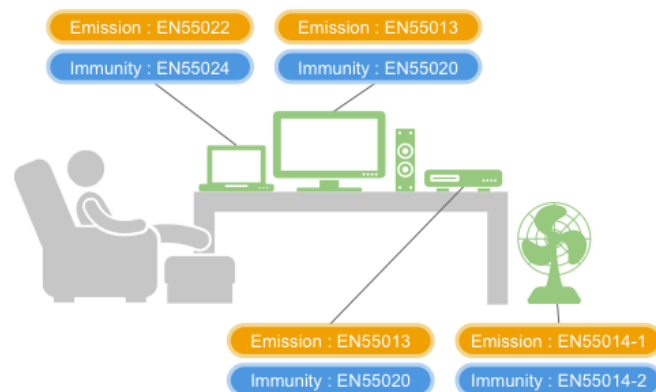 Emission : EN55022
Emission : EN55013
Immunity : EN55024
Immunity : EN55020
Emission : EN55013
Emission : EN55014-1
Immunity : EN55020
Immunity : EN55014-2